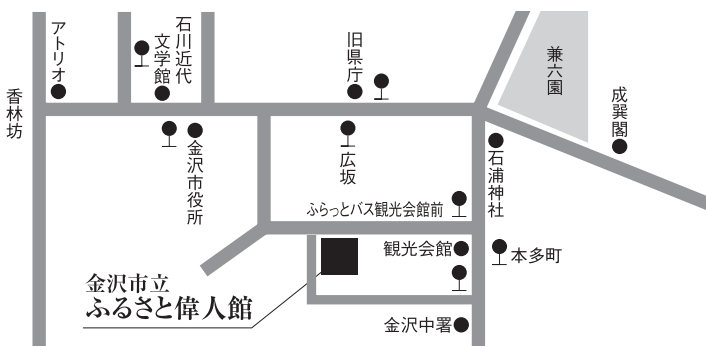 アトリオ
石川近代
文学館
旧県庁
兼六園
成巽閣
香林坊
金沢市役所
広坂
石浦神社
ふらっとバス観光会館前
観光会館
本多町
金沢市立
ふるさと偉人館
金沢中署